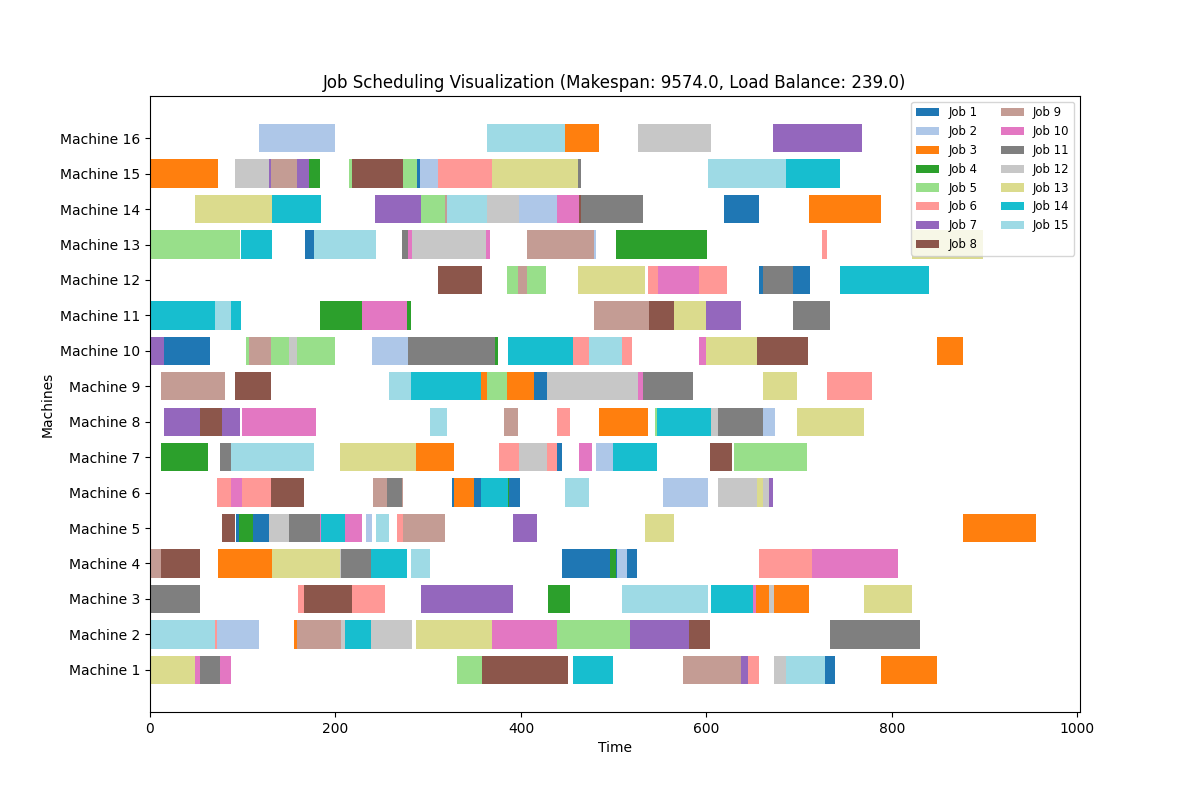 Job Scheduling Visualization (Makespan: 9574.0, Load Balance: 239.0)
Machines
Machine 16
Machine 15
Machine 14
Machine 13
Machine 12
Machine 11
Machine 10
Machine 9
Machine 8
Machine 7
Machine 6
Machine 5
Machine 4
Machine 3
Machine 2
Machine 1
Job 1
Job 2
Job 3
Job 4
Job 5
Job 6
Job 7
Job 8
Job 9
Job 10
Job 11
Job 12
Job 13
Job 14
Job 15
0 200 400 600 800 1000
Time